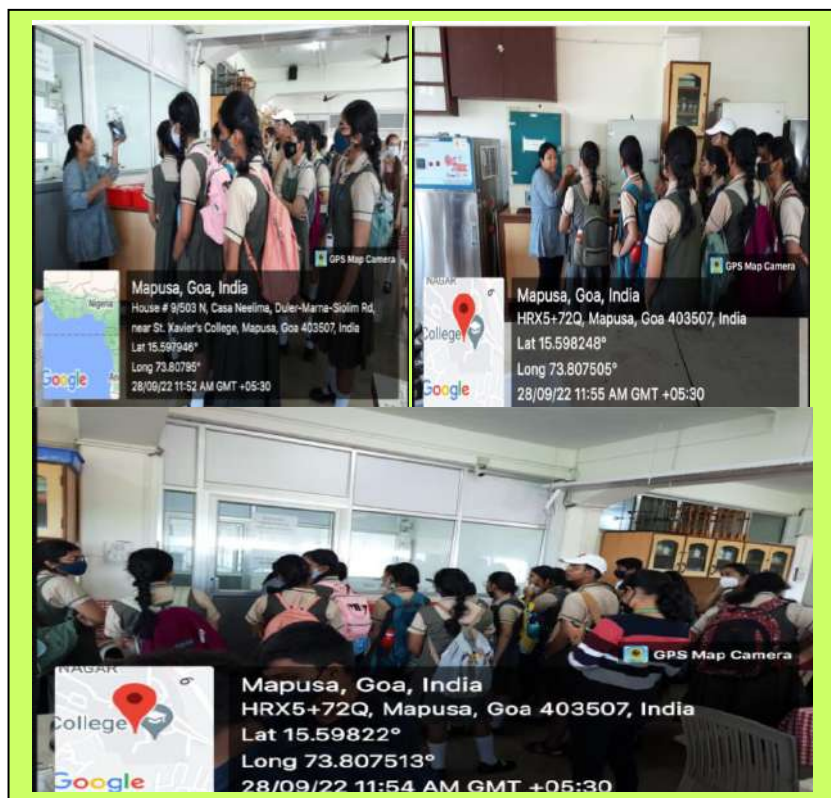 GPS Map Camera
Nigeria
Google
Mapusa, Goa, India
House # 9/503 N, Casa Neelima, Duler-Marna-Siolim Rd,
near St. Xavier's College, Mapusa, Goa 403507, India
Lat 15.597946°
Long 73.80795°
28/09/22 11:52 AM GMT +05:30
GPS Map Camera
NAGAR
College
Google
Mapusa, Goa, India
HRX5+72Q, Mapusa, Goa 403507, India
Lat 15.598248°
Long 73.807505°
28/09/22 11:55 AM GMT +05:30
GPS Map Camera
NAGAR
College
Google
Mapusa, Goa, India
HRX5+72Q, Mapusa, Goa 403507, India
Lat 15.59822°
Long 73.807513°
28/09/22 11:54 AM GMT +05:30